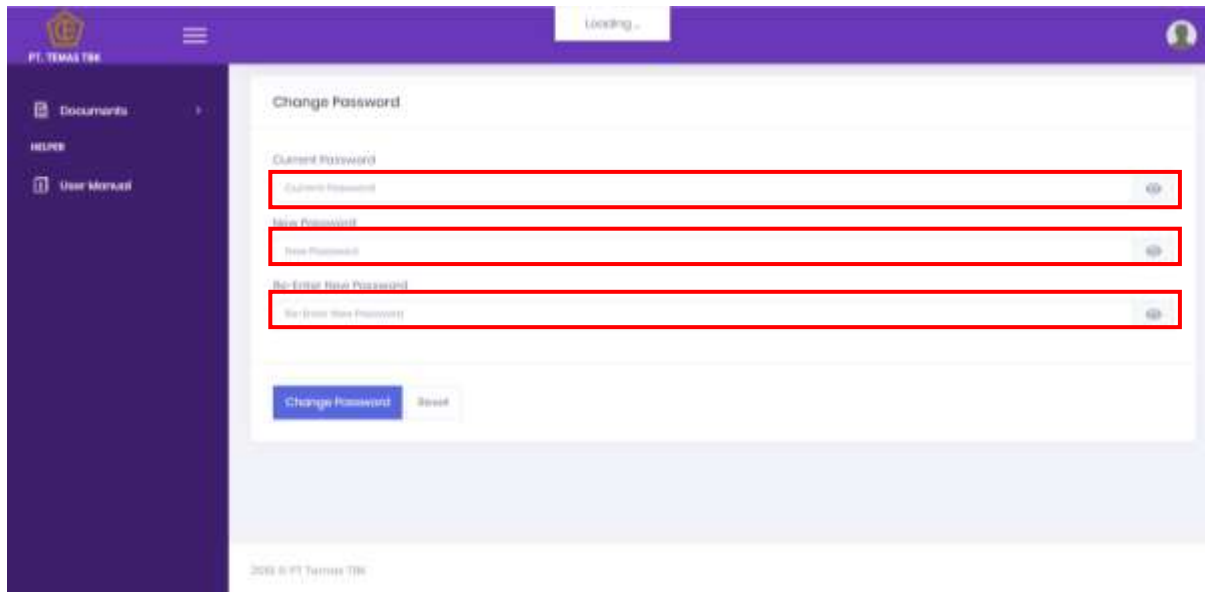 Loading...
PT. TEMAS TBK
Change Password
Documents
HELPER
Current Password
User Manual
Current Password
New Password
New Password
Re-Enter New Password
Re-Enter New Password
Change Password
Reset
© PT Temas TBK